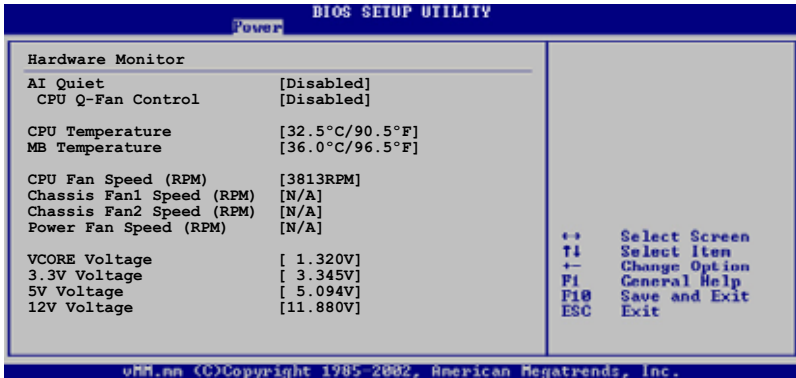 BIOS SETUP UTILITY
Power
Hardware Monitor
AI Quiet [Disabled]
CPU Q-Fan Control [Disabled]
CPU Temperature [32.5°C/90.5°F]
MB Temperature [36.0°C/96.5°F]
CPU Fan Speed (RPM) [3813RPM]
Chassis Fan1 Speed (RPM) [N/A]
Chassis Fan2 Speed (RPM) [N/A]
Power Fan Speed (RPM) [N/A]
VCORE Voltage [ 1.320V]
3.3V Voltage [ 3.345V]
5V Voltage [ 5.094V]
12V Voltage [11.880V]
←→ Select Screen
↑↓ Select Item
+- Change Option
F1 General Help
F10 Save and Exit
ESC Exit
vMM.mm (C)Copyright 1985-2002, American Megatrends, Inc.